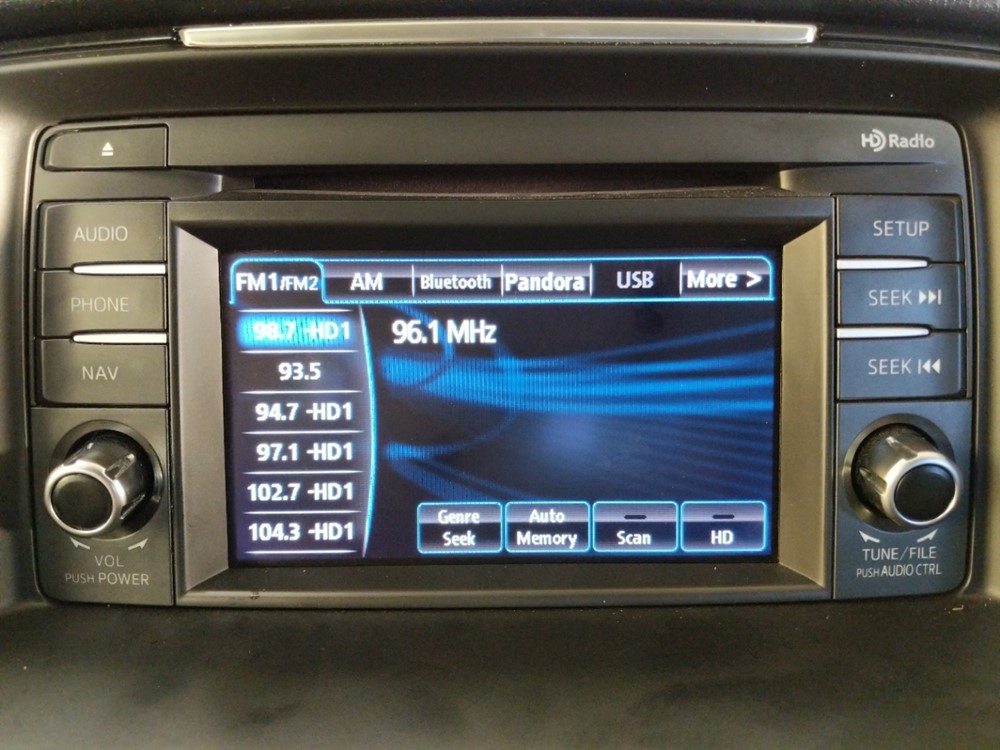 HD Radio
AUDIO
PHONE
NAV
VOL
PUSH POWER
FM1/FM2 AM Bluetooth Pandora USB More >
98.7 -HD1
93.5
94.7 -HD1
97.1 -HD1
102.7 -HD1
104.3 -HD1
96.1 MHz
Genre Seek
Auto Memory
Scan
HD
SETUP
SEEK
SEEK
TUNE/FILE
PUSH AUDIO CTRL